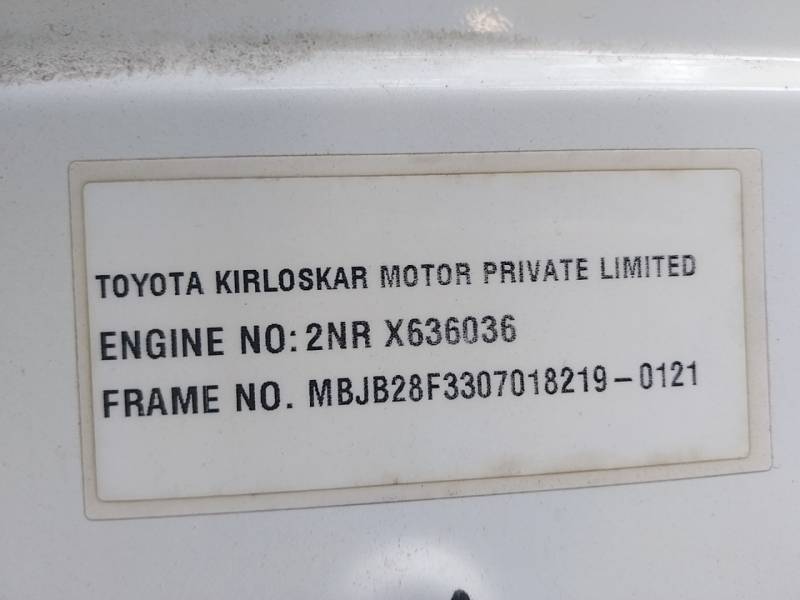 TOYOTA KIRLOSKAR MOTOR PRIVATE LIMITED
ENGINE NO: 2NR X636036
FRAME NO. MBJB28F3307018219-0121